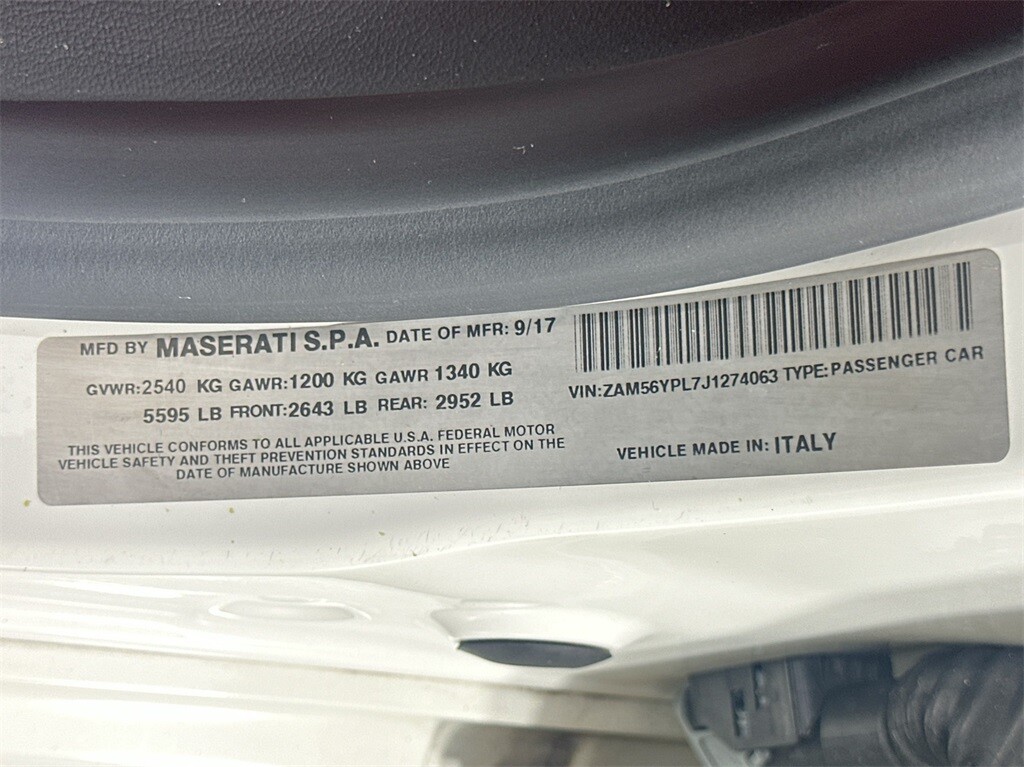 MFD BY MASERATI S.P.A. DATE OF MFR: 9/17
GVWR:2540 KG GAWR:1200 KG GAWR 1340 KG
5595 LB FRONT:2643 LB REAR: 2952 LB
THIS VEHICLE CONFORMS TO ALL APPLICABLE U.S.A. FEDERAL MOTOR
VEHICLE SAFETY AND THEFT PREVENTION STANDARDS IN EFFECT ON THE
DATE OF MANUFACTURE SHOWN ABOVE
VIN:ZAM56YPL7J1274063 TYPE:PASSENGER CAR
VEHICLE MADE IN: ITALY